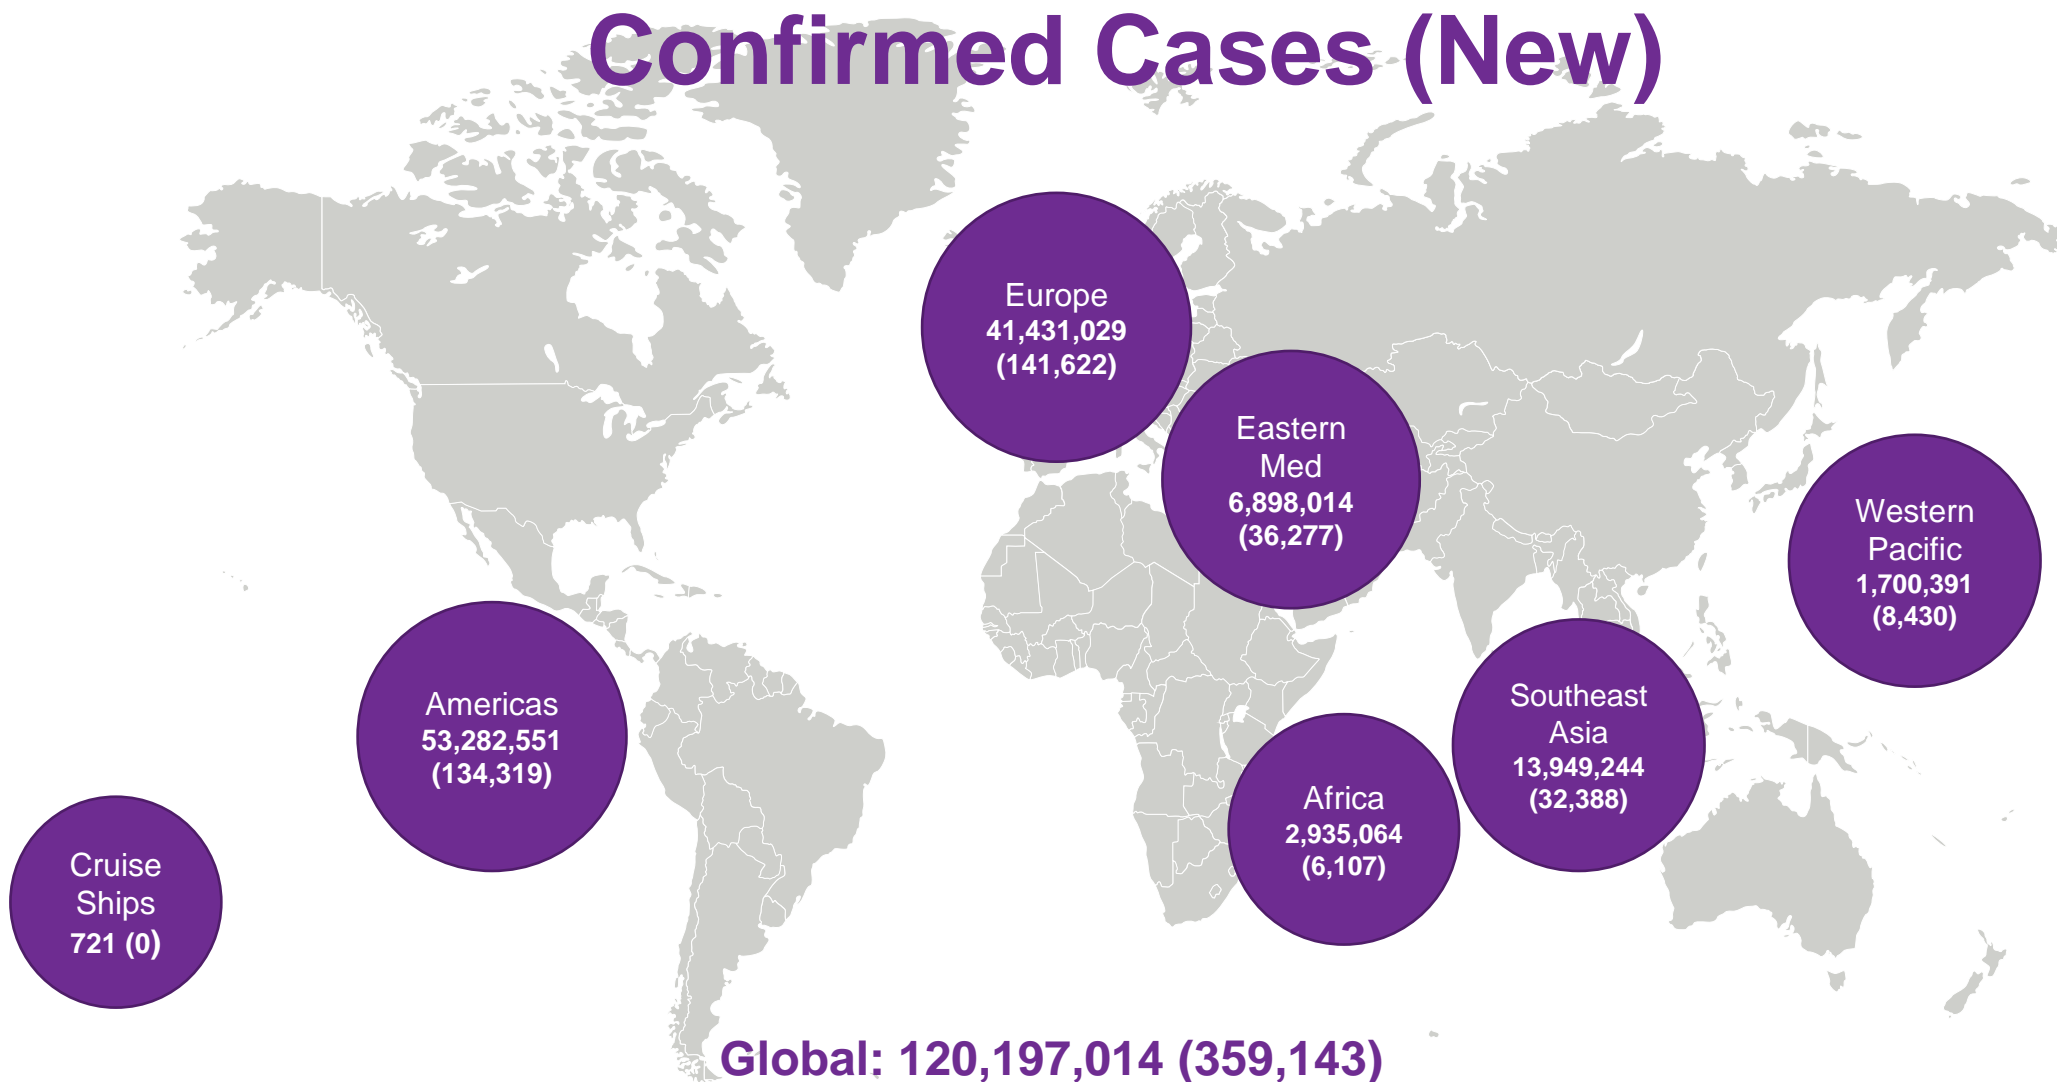 Confirmed Cases (New)
Europe
41,431,029
(141,622)
Eastern
Med
6,898,014
(36,277)
Western
Pacific
1,700,391
(8,430)
Americas
53,282,551
(134,319)
Southeast
Asia
13,949,244
(32,388)
Africa
2,935,064
(6,107)
Cruise
Ships
721 (0)
Global: 120,197,014 (359,143)